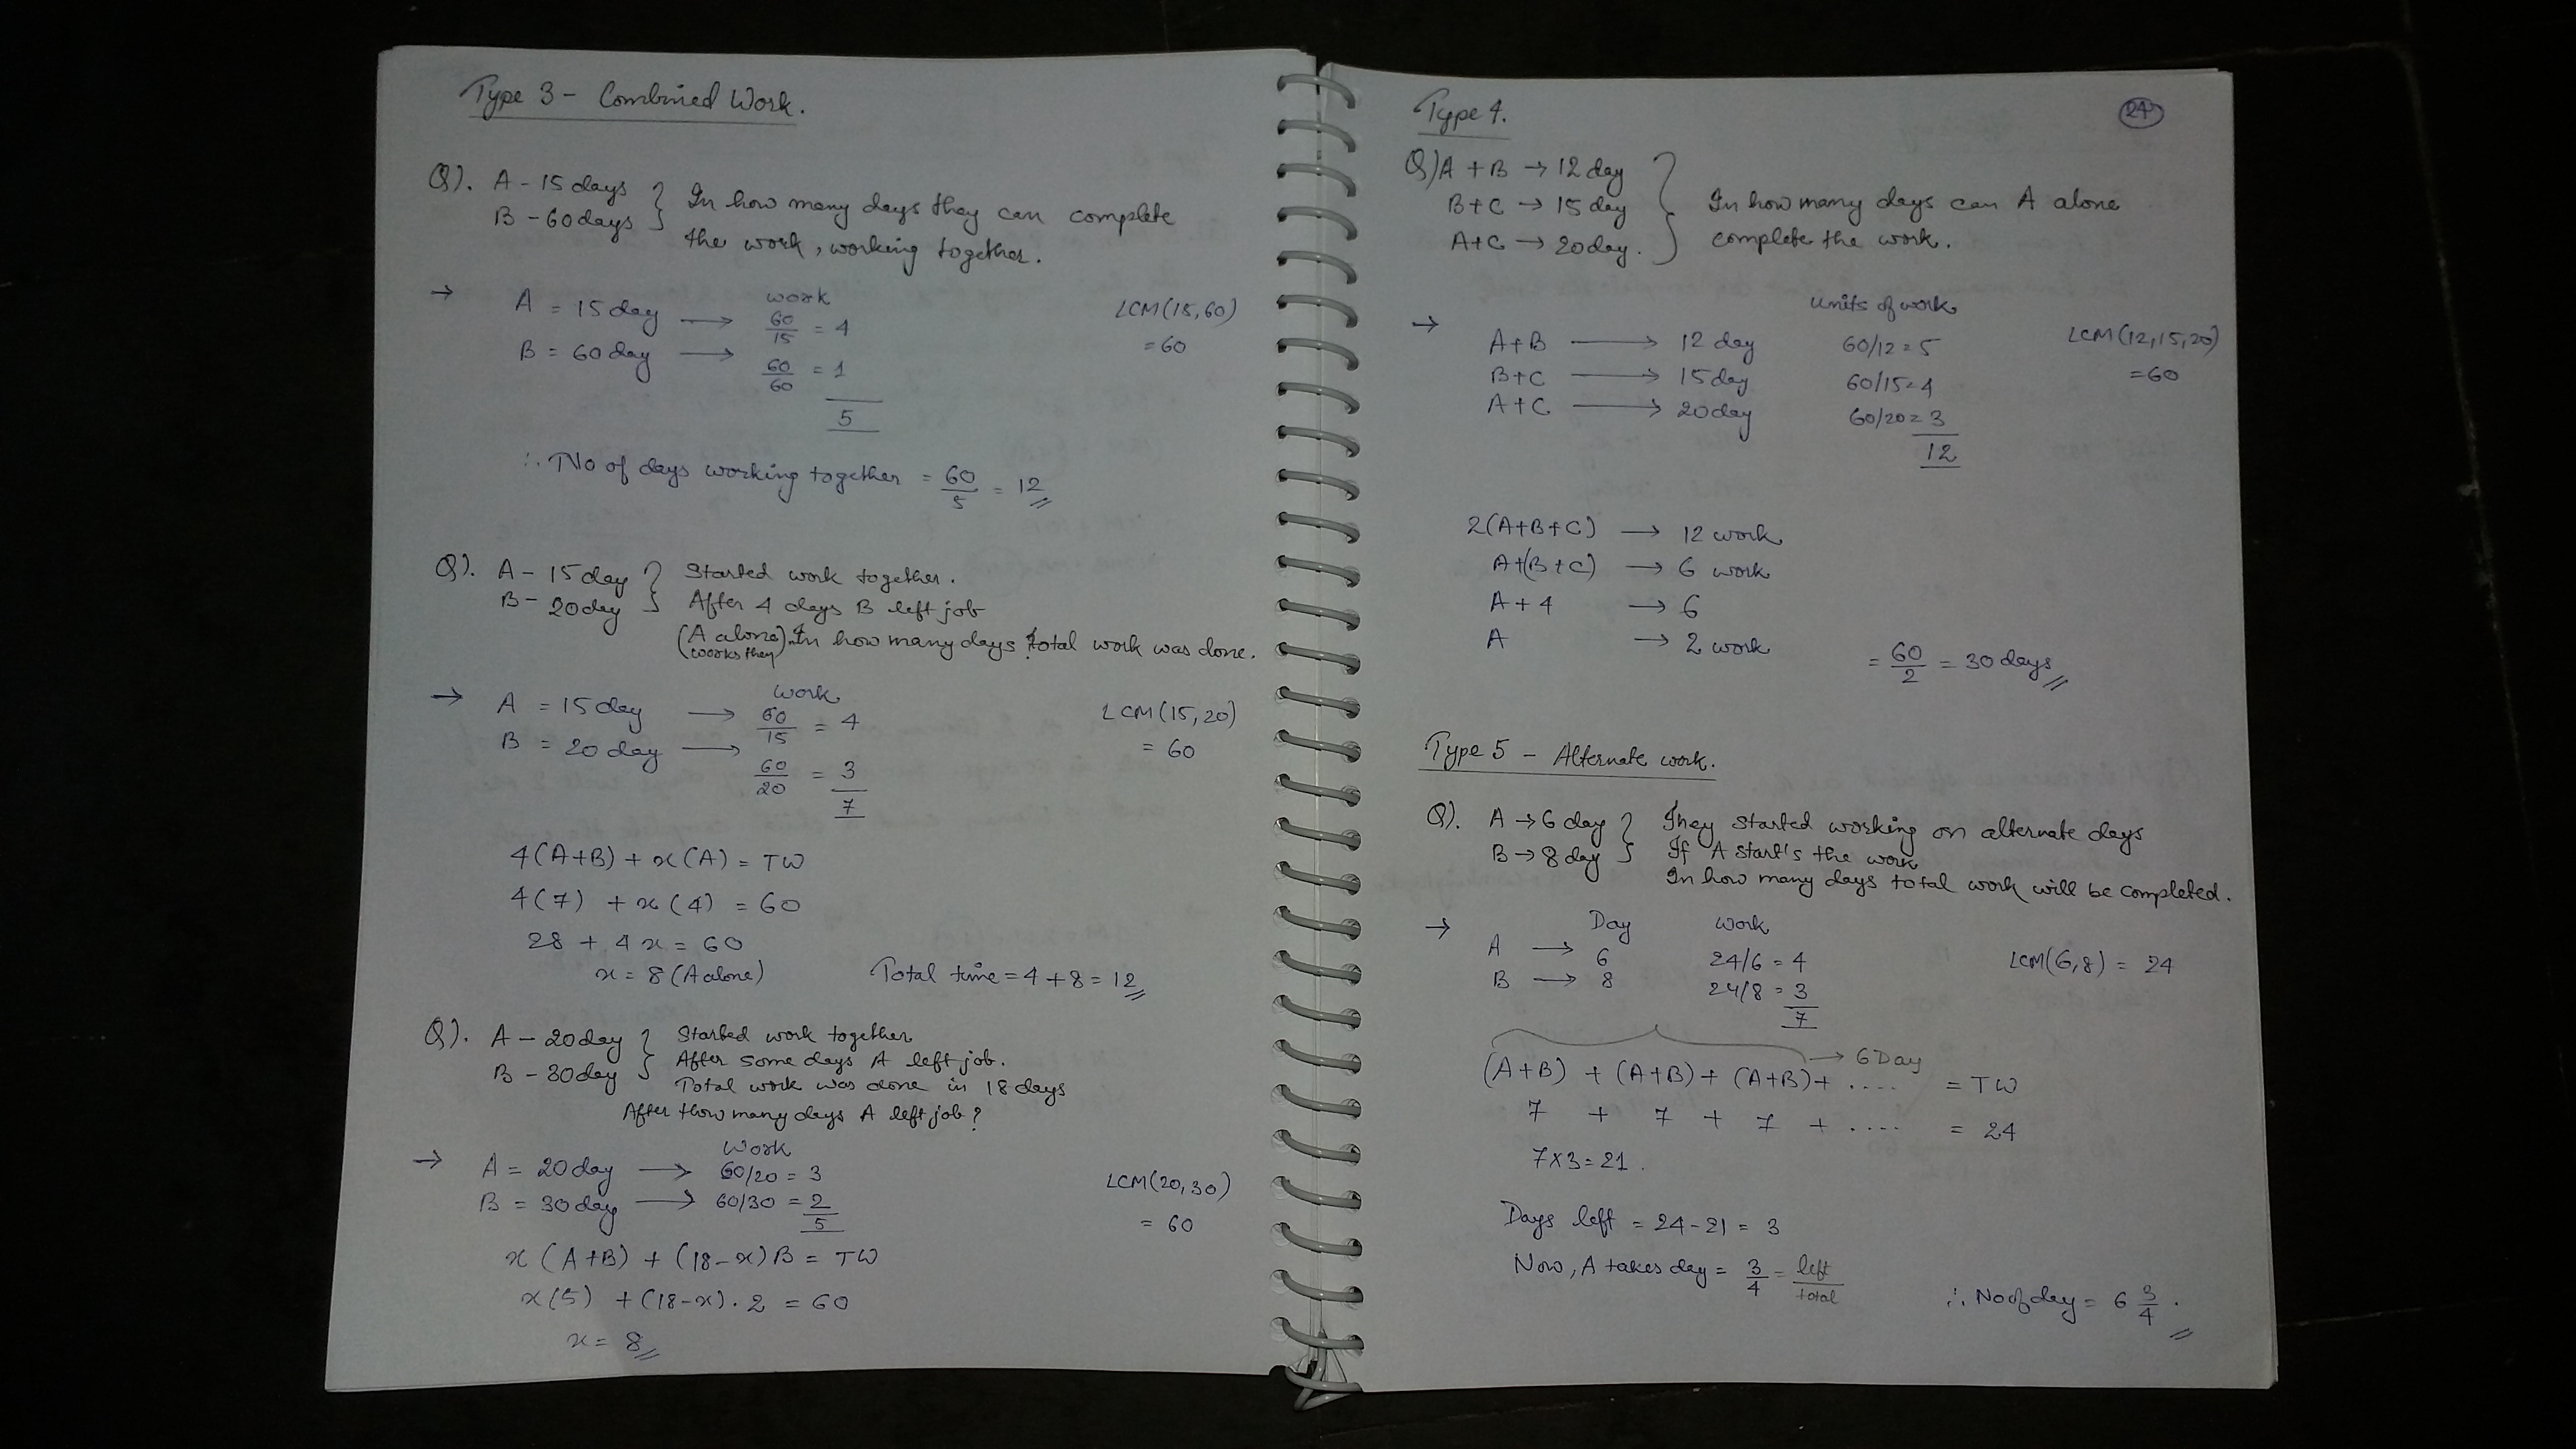 Type 3 - Combined Work.
Q). A - 15 days } In how many days they can complete
B - 60 days } the work, working together.
→ work
A = 15 day → 60/15 = 4 LCM(15,60)
B = 60 day → 60/60 = 1 = 60
5
∴ No of days working together = 60/5 = 12
Q). A - 15 day } Started work together.
B - 20 day } After 4 days B left job
(A alone works they) In how many days total work was done.
→ work
A = 15 day → 60/15 = 4 LCM(15,20)
B = 20 day → 60/20 = 3 = 60
7
4(A+B) + x(A) = TW
4(7) + x(4) = 60
28 + 4x = 60
x = 8 (A alone) Total time = 4 + 8 = 12
Q). A - 20 day } Started work together
B - 30 day } After some days A left job.
Total work was done in 18 days
After how many days A left job?
→ Work
A = 20 day → 60/20 = 3 LCM(20,30)
B = 30 day → 60/30 = 2 = 60
5
x (A+B) + (18-x) B = TW
x(5) + (18-x). 2 = 60
x = 8
Type 4. 24
Q) A + B → 12 day }
B+C → 15 day } In how many days can A alone
A+C → 20 day. } complete the work.
→ units of work
A+B → 12 day 60/12 = 5 LCM(12,15,20)
B+C → 15 day 60/15 = 4 = 60
A+C → 20 day 60/20 = 3
12
2(A+B+C) → 12 work
A+(B+C) → 6 work
A + 4 → 6
A → 2 work = 60/2 = 30 days
Type 5 - Alternate work.
Q). A → 6 day } They started working on alternate days
B → 8 day } If A start's the work
In how many days total work will be completed.
→ Day work
A → 6 24/6 = 4 LCM(6,8) = 24
B → 8 24/8 = 3
7
→ 6 Day
(A+B) + (A+B) + (A+B) + .... = TW
7 + 7 + 7 + .... = 24
7×3 = 21.
Days left = 24 - 21 = 3
Now, A takes day = 3/4 = left/total ∴ No of day = 6 3/4.